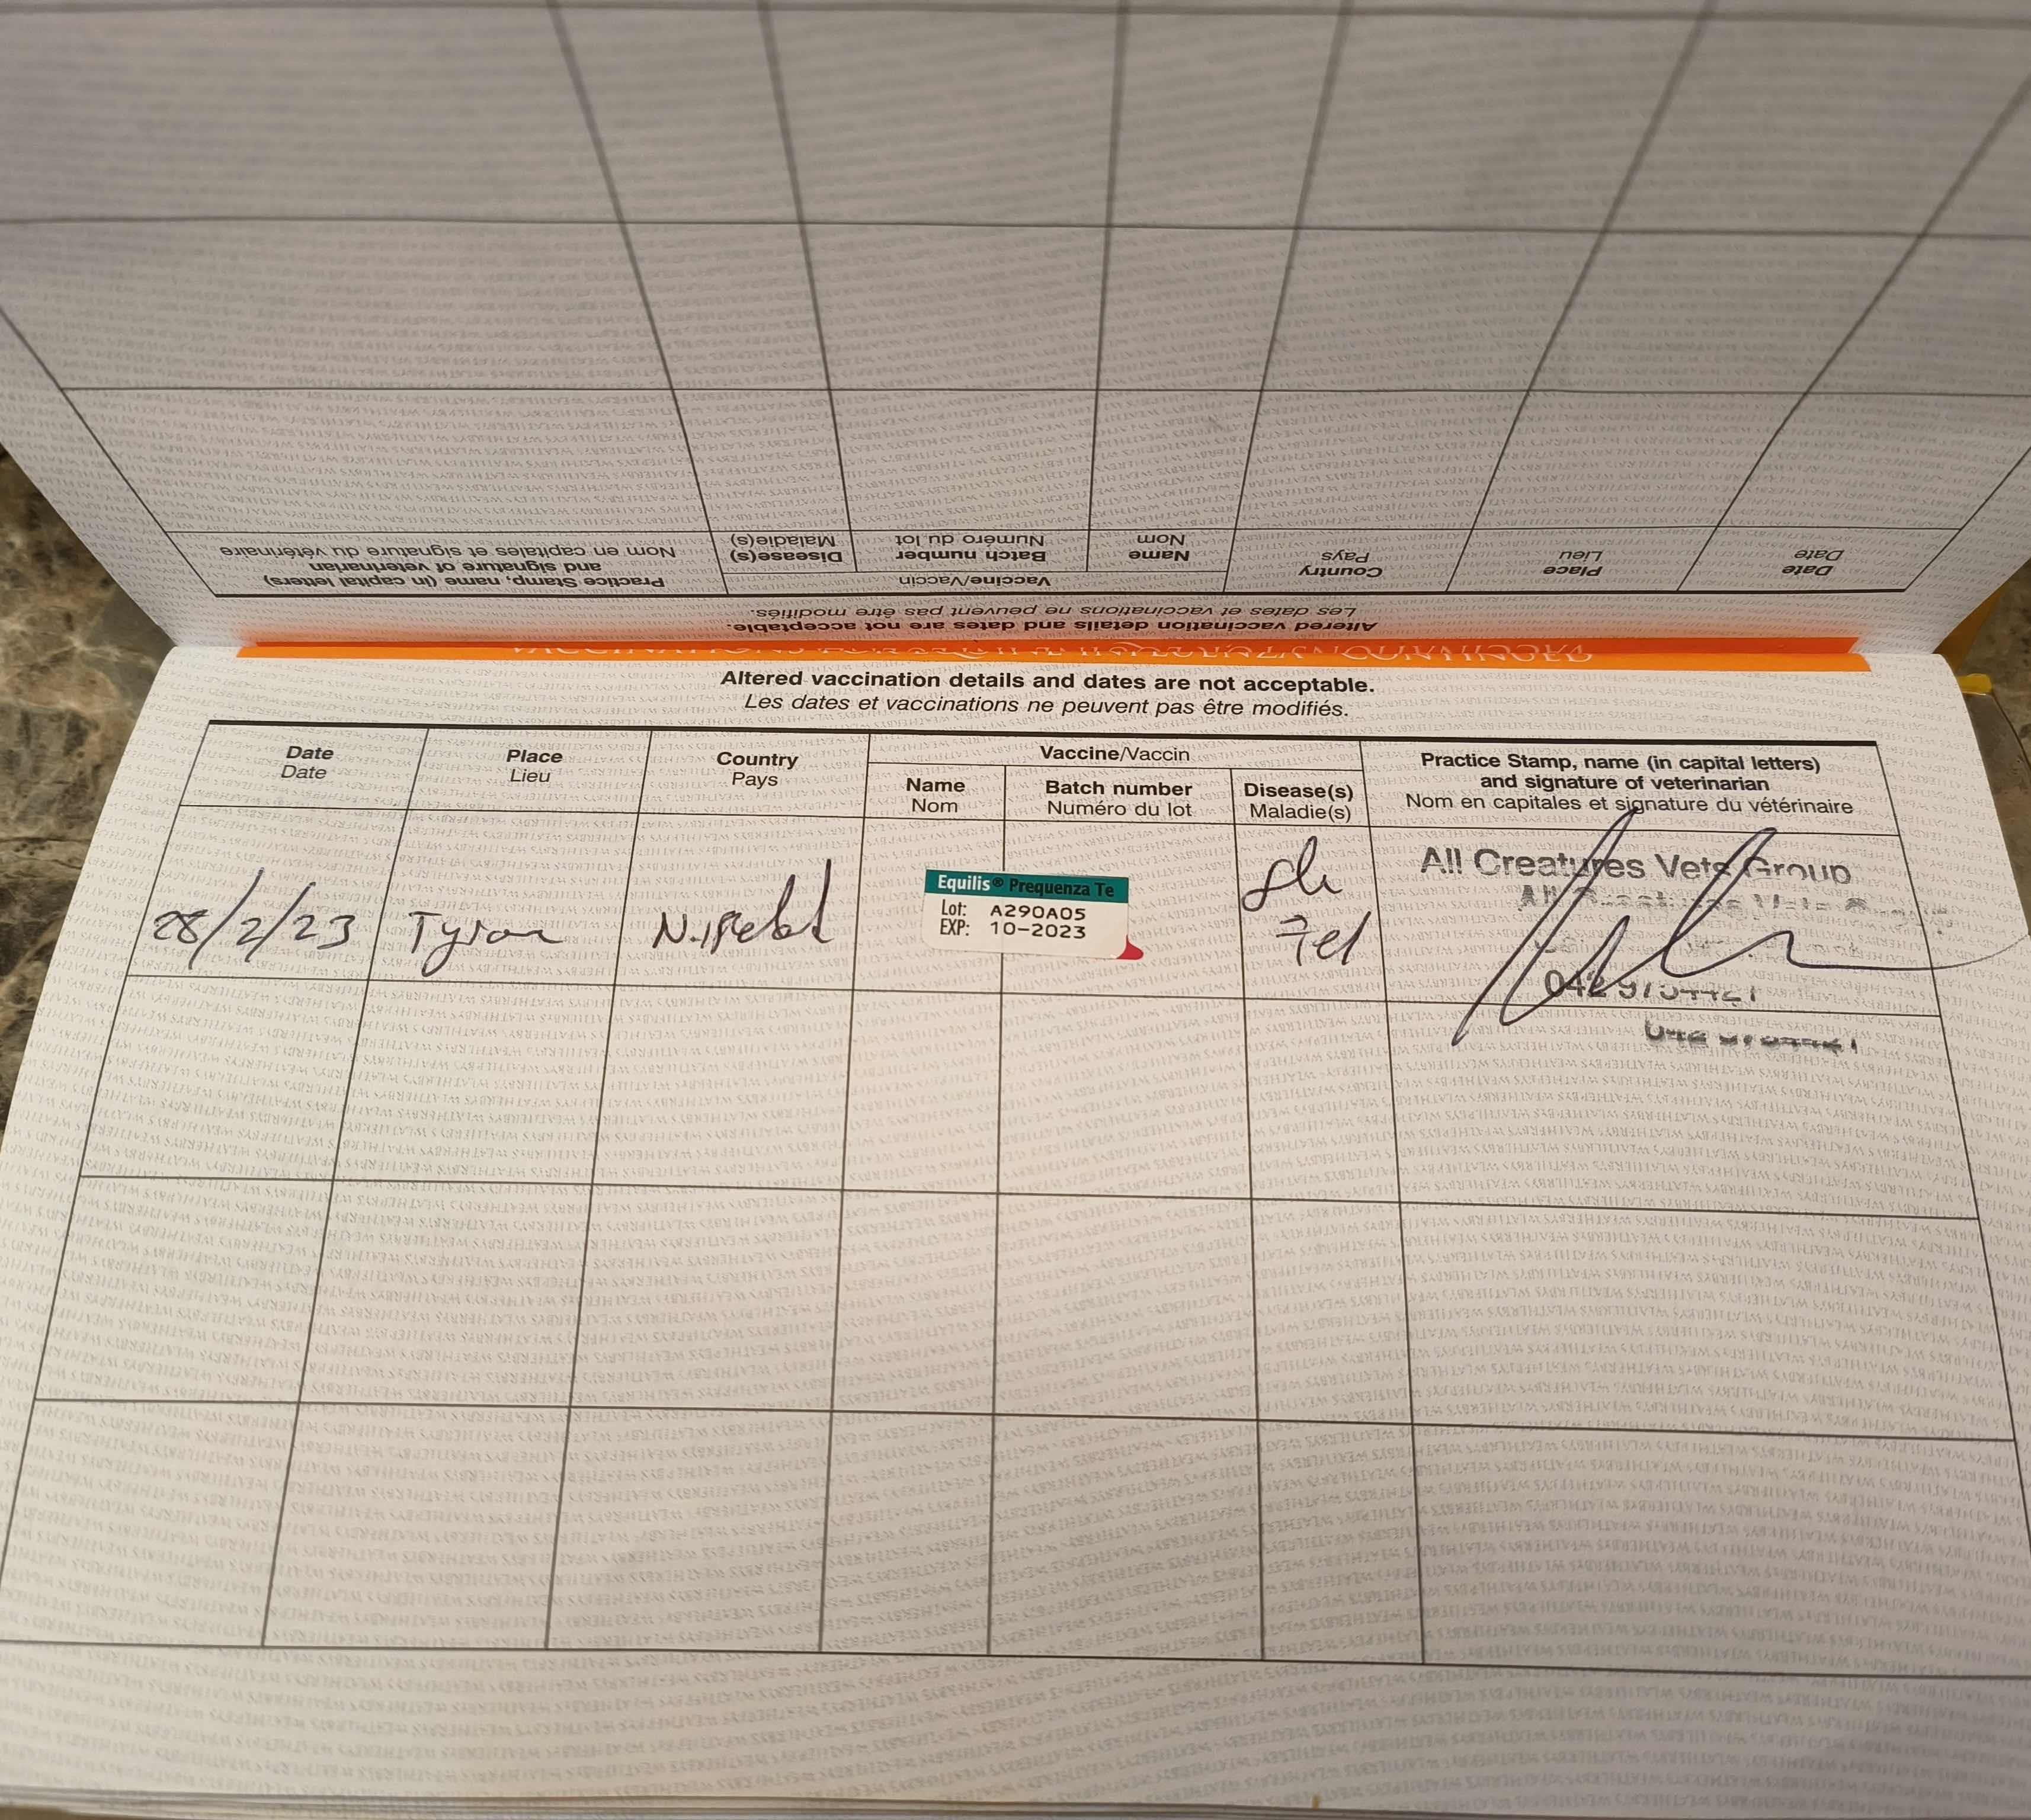 Practice Stamp, name (in capital letters)
and signature of veterinarian
Nom en capitales et signature du vétérinaire
Vaccine/Vaccin
Disease(s)
Maladie(s)
Batch number
Numéro du lot
Name
Nom
Country
Pays
Place
Lieu
Date
Date
Altered vaccination details and dates are not acceptable.
Les dates et vaccinations ne peuvent pas être modifiés.
Altered vaccination details and dates are not acceptable.
Les dates et vaccinations ne peuvent pas être modifiés.
Date
Date
Place
Lieu
Country
Pays
Vaccine/Vaccin
Name
Nom
Batch number
Numéro du lot
Disease(s)
Maladie(s)
Practice Stamp, name (in capital letters)
and signature of veterinarian
Nom en capitales et signature du vétérinaire
28/2/23
Equilis® Prequenza Te
Lot: A290A05
EXP: 10-2023
Tet
All Creatures Vets Group